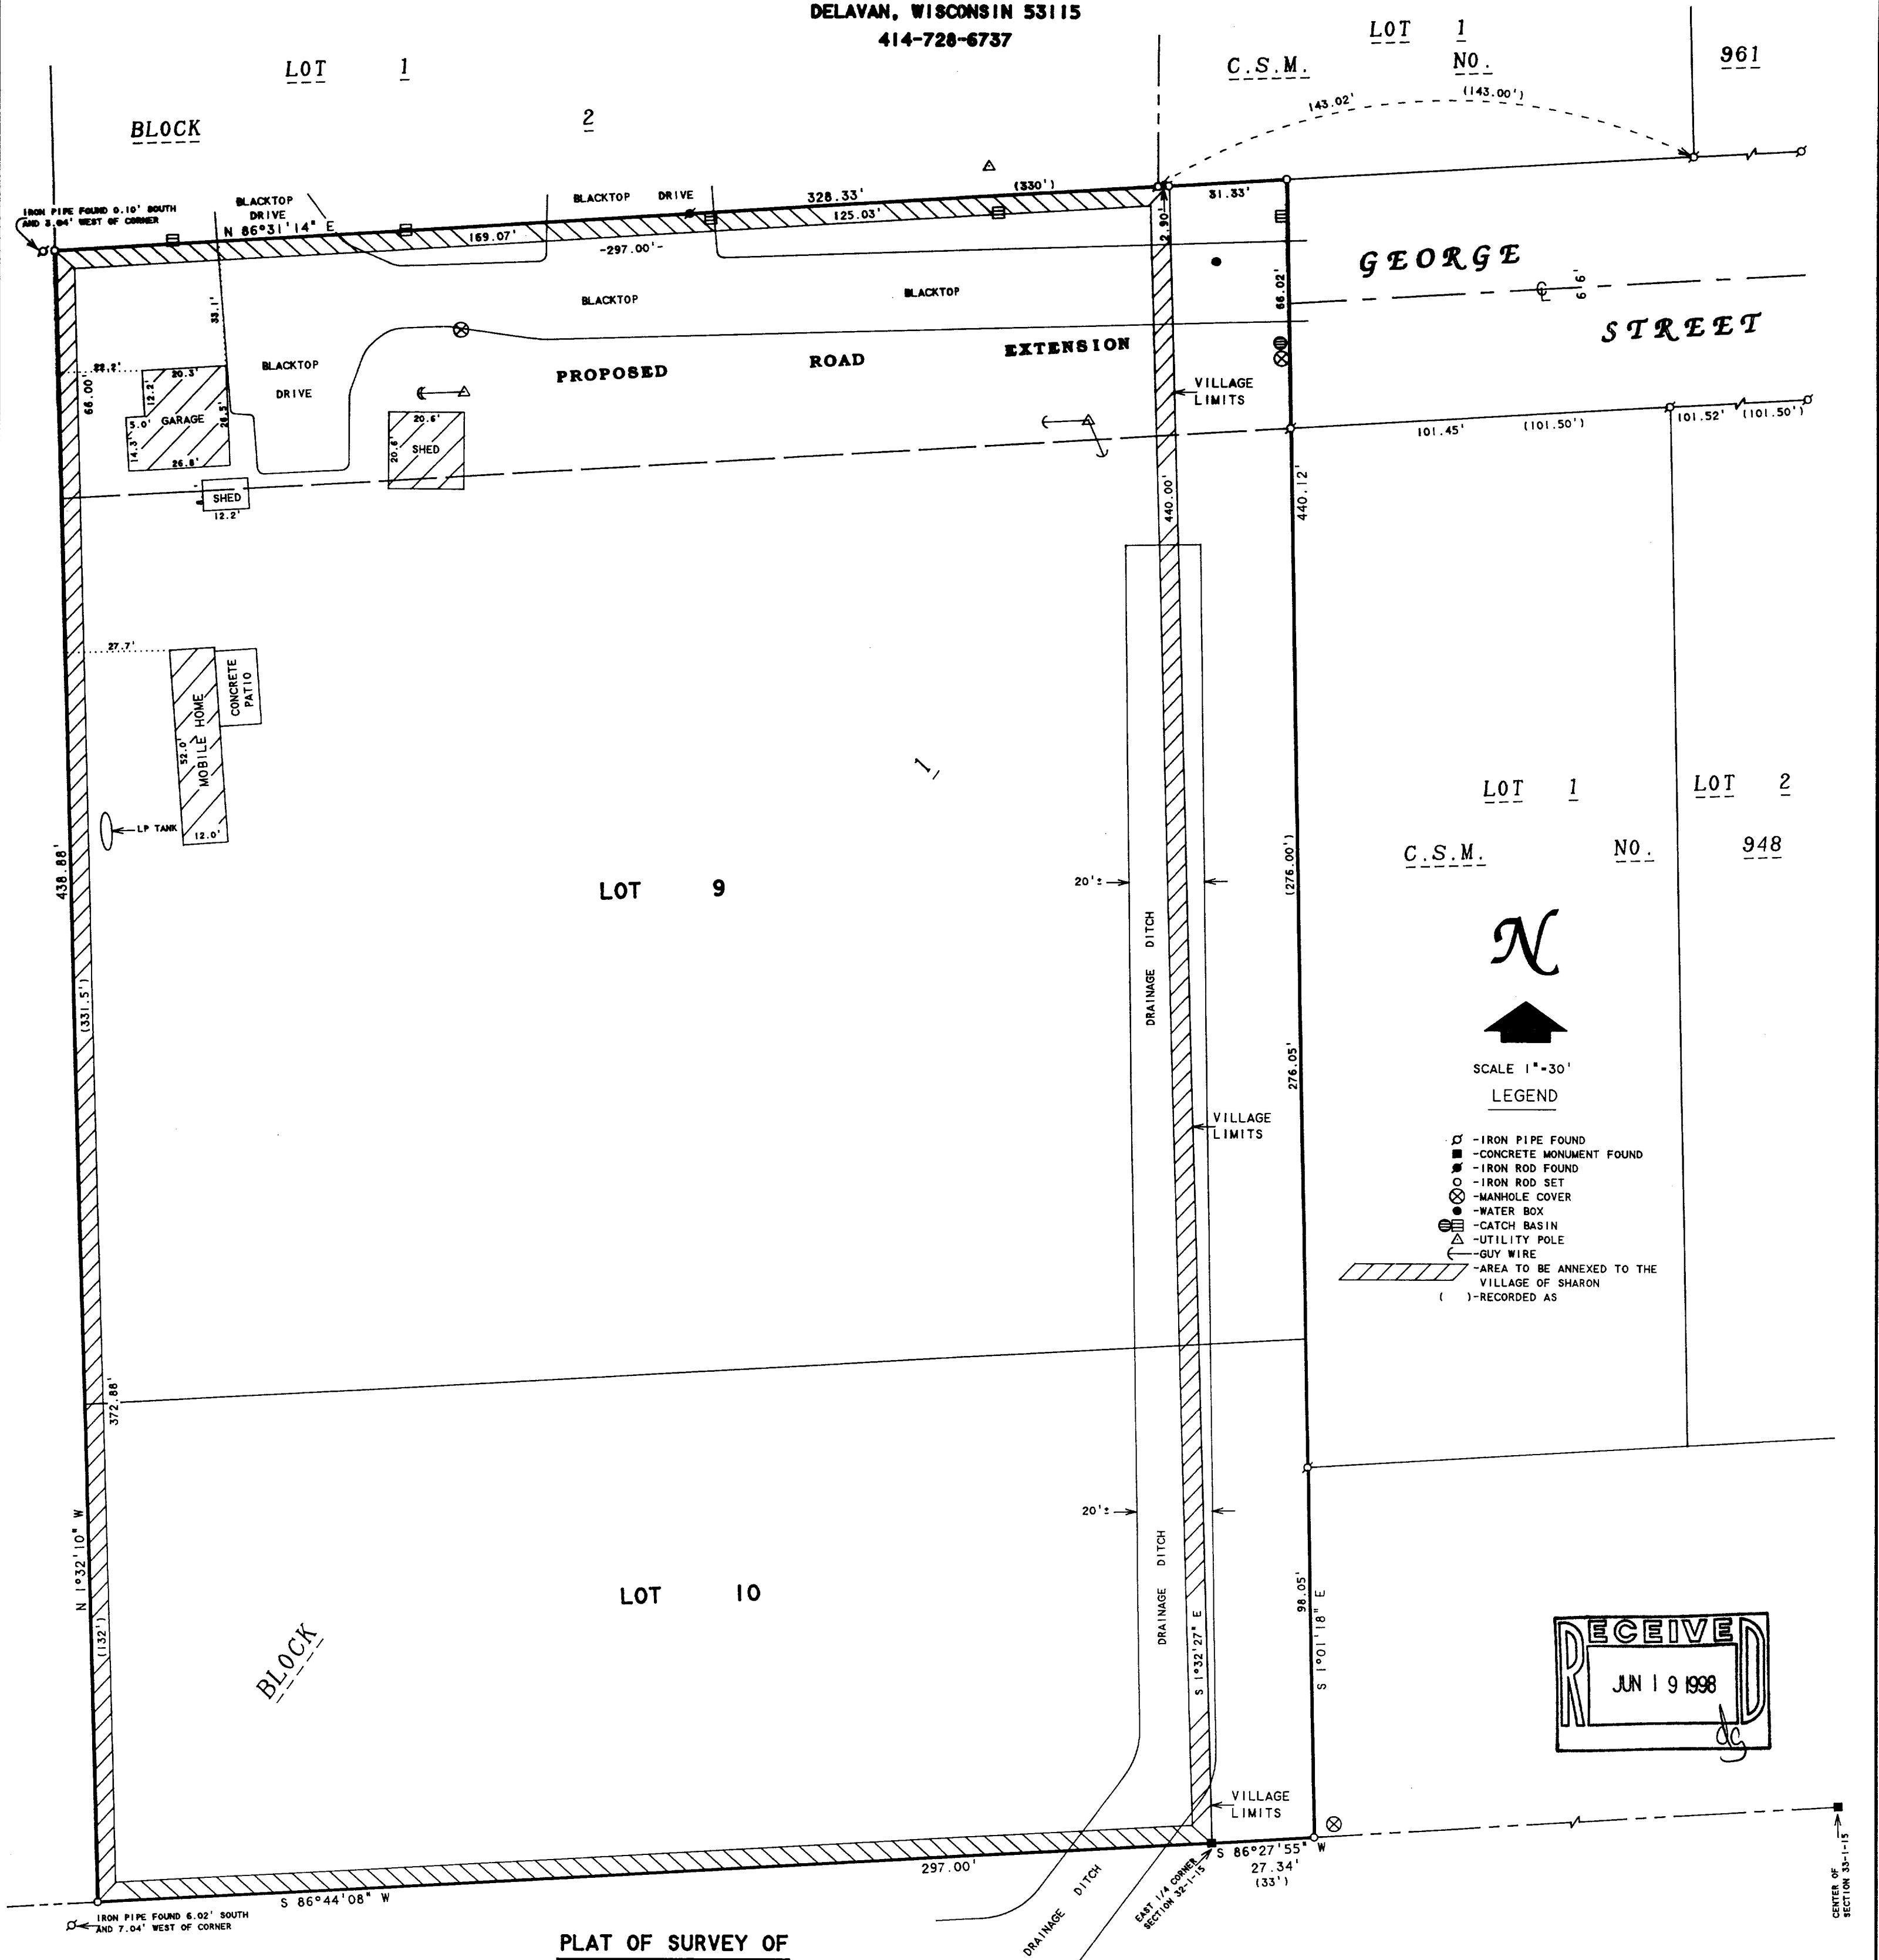 DELAVAN, WISCONSIN 53115
414-728-6737
LOT 1
C.S.M. NO. 961
LOT 1
BLOCK 2
143.02' (143.00')
IRON PIPE FOUND 0.10' SOUTH
AND 3.04' WEST OF CORNER
BLACKTOP
DRIVE
N 86°31'14" E
BLACKTOP DRIVE
328.33' (330')
169.07'
125.03'
-297.00'-
2.90'
31.33'
66.02'
GEORGE
STREET
℄
66'
33.1'
BLACKTOP
BLACKTOP
BLACKTOP
DRIVE
PROPOSED ROAD EXTENSION
VILLAGE
LIMITS
22.2'
66.00'
20.3'
12.2'
5.0'
GARAGE
26.5'
14.3'
26.8'
20.6'
20.6'
SHED
SHED
12.2'
101.45' (101.50')
101.52' (101.50')
440.00'
440.12'
27.7'
CONCRETE
PATIO
52.0'
MOBILE HOME
12.0'
LP TANK
438.88'
1
LOT 9
20'±
DRAINAGE DITCH
(276.00')
276.05'
LOT 1
LOT 2
C.S.M. NO. 948
N
SCALE 1"=30'
LEGEND
-IRON PIPE FOUND
-CONCRETE MONUMENT FOUND
-IRON ROD FOUND
-IRON ROD SET
-MANHOLE COVER
-WATER BOX
-CATCH BASIN
-UTILITY POLE
-GUY WIRE
-AREA TO BE ANNEXED TO THE
VILLAGE OF SHARON
( )-RECORDED AS
(331.5')
VILLAGE
LIMITS
372.88'
N 1°32'10" W
(132')
20'±
DRAINAGE DITCH
LOT 10
BLOCK
S 1°32'27" E
98.05'
S 1°01'18" E
RECEIVED
JUN 19 1998
dg
VILLAGE
LIMITS
S 86°27'55" W
27.34'
(33')
297.00'
S 86°44'08" W
EAST 1/4 CORNER
SECTION 32-1-15
DRAINAGE DITCH
CENTER OF
SECTION 33-1-15
IRON PIPE FOUND 6.02' SOUTH
AND 7.04' WEST OF CORNER
PLAT OF SURVEY OF